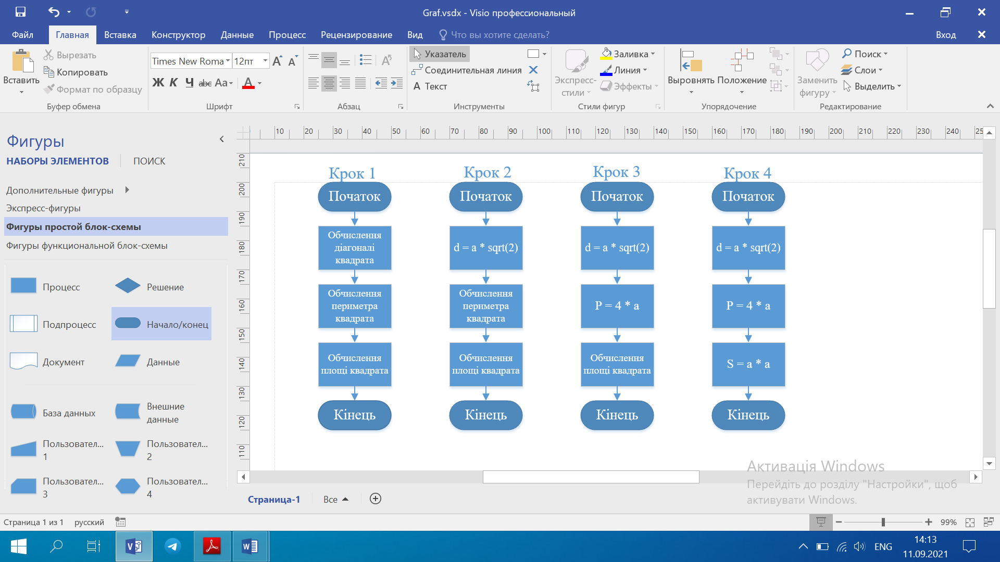 Graf.vsdx - Visio профессиональный
Файл Главная Вставка Конструктор Данные Процесс Рецензирование Вид Что вы хотите сделать? Вход
Вставить
Вырезать
Копировать
Формат по образцу
Буфер обмена
Times New Roma 12пт
Ж К Ч abc Aa А
Шрифт
Абзац
Указатель
Соединительная линия
Текст
Инструменты
Экспресс-
стили
Заливка
Линия
Эффекты
Стили фигур
Выровнять
Положение
Упорядочение
Заменить
фигуру
Поиск
Слои
Выделить
Редактирование
Фигуры
НАБОРЫ ЭЛЕМЕНТОВ ПОИСК
Дополнительные фигуры
Экспресс-фигуры
Фигуры простой блок-схемы
Фигуры функциональной блок-схемы
Процесс Решение
Подпроцесс Начало/конец
Документ Данные
База данных Внешние
данные
Пользовател...
1
Пользовател...
2
Пользовател...
3
Пользовател...
4
10 20 30 40 50 60 70 80 90 100 110 120 130 140 150 160 170 180 190 200 210 220 230 240 25
210
200
190
180
170
160
150
140
130
120
110
Крок 1
Початок
Обчислення
діагоналі
квадрата
Обчислення
периметра
квадрата
Обчислення
площі квадрата
Кінець
Крок 2
Початок
d = a * sqrt(2)
Обчислення
периметра
квадрата
Обчислення
площі квадрата
Кінець
Крок 3
Початок
d = a * sqrt(2)
P = 4 * a
Обчислення
площі квадрата
Кінець
Крок 4
Початок
d = a * sqrt(2)
P = 4 * a
S = a * a
Кінець
Активація Windows
Перейдіть до розділу "Настройки", щоб
активувати Windows.
Страница-1 Все
Страница 1 из 1 русский 99%
ENG
14:13
11.09.2021